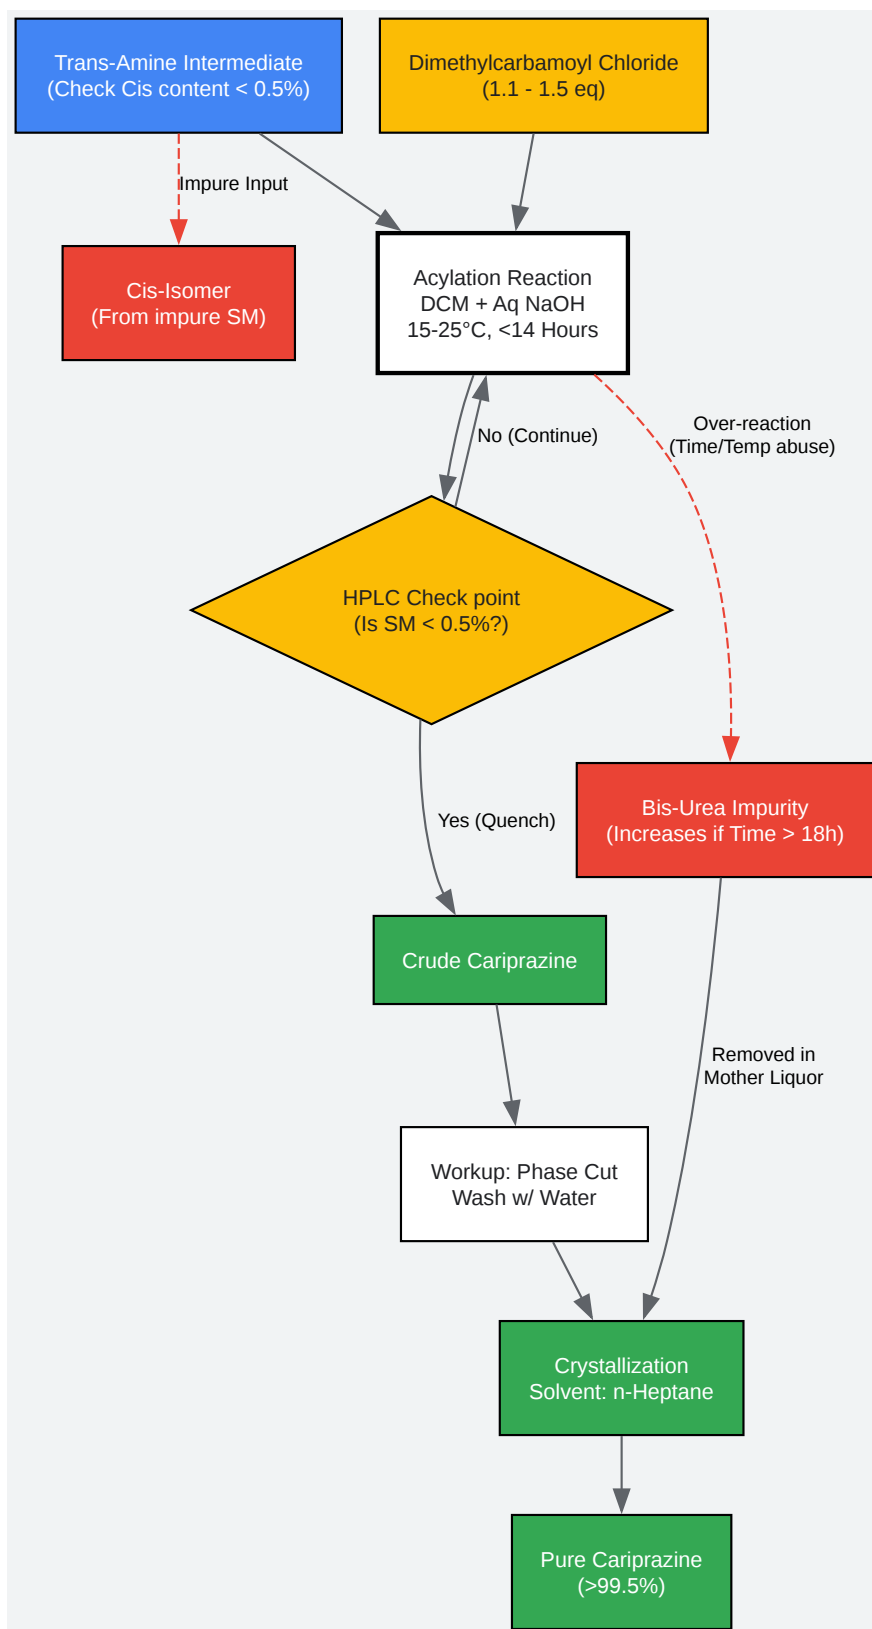 Trans-Amine Intermediate
(Check Cis content < 0.5%)
Dimethylcarbamoyl Chloride
(1.1 - 1.5 eq)
Impure Input
Cis-Isomer
(From impure SM)
Acylation Reaction
DCM + Aq NaOH
15-25°C, <14 Hours
No (Continue)
Over-reaction
(Time/Temp abuse)
HPLC Check point
(Is SM < 0.5%?)
Yes (Quench)
Bis-Urea Impurity
(Increases if Time > 18h)
Crude Cariprazine
Removed in
Mother Liquor
Workup: Phase Cut
Wash w/ Water
Crystallization
Solvent: n-Heptane
Pure Cariprazine
(>99.5%)